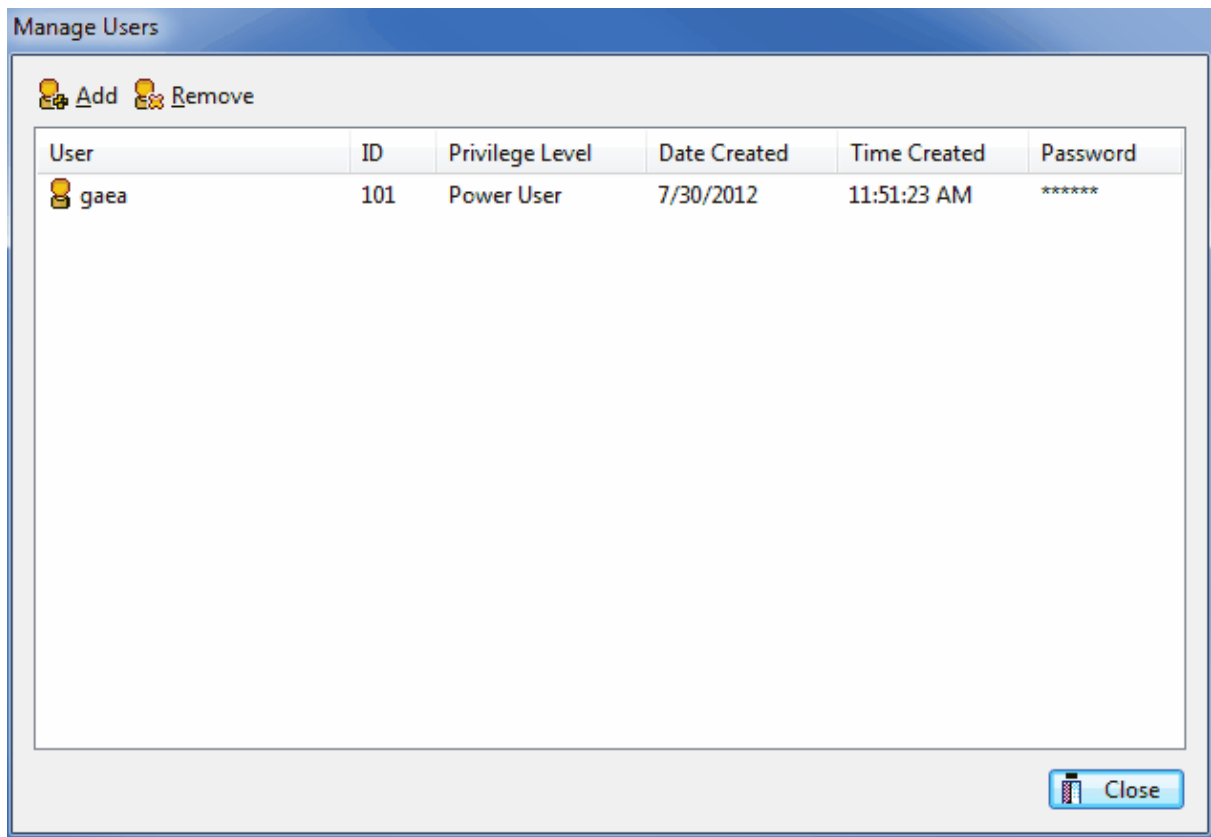 Manage Users
Add Remove
User ID Privilege Level Date Created Time Created Password
gaea 101 Power User 7/30/2012 11:51:23 AM ******
Close